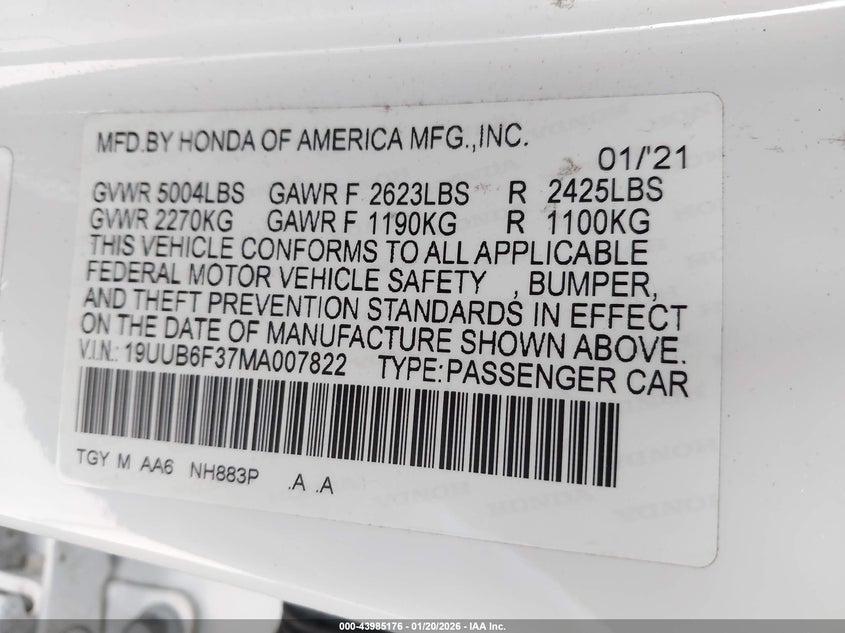 MFD.BY HONDA OF AMERICA MFG.,INC.
01/'21
GVWR 5004LBS GAWR F 2623LBS R 2425LBS
GVWR 2270KG GAWR F 1190KG R 1100KG
THIS VEHICLE CONFORMS TO ALL APPLICABLE
FEDERAL MOTOR VEHICLE SAFETY , BUMPER,
AND THEFT PREVENTION STANDARDS IN EFFECT
ON THE DATE OF MANUFACTURE SHOWN ABOVE.
V.I.N.: 19UUB6F37MA007822 TYPE:PASSENGER CAR
TGY M AA6 NH883P .A .A
HONDA
000-43985176 | 01/20/2026 | IAA Inc.